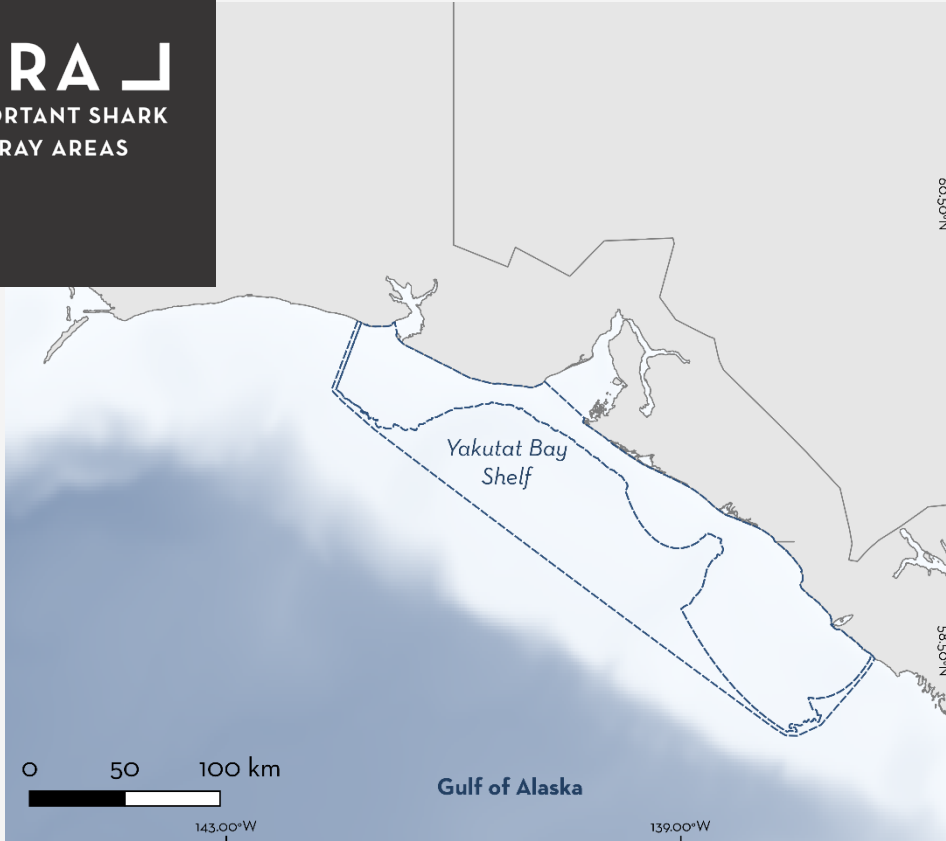 RA
ORTANT SHARK
RAY AREAS
60.50°N
Yakutat Bay
Shelf
58.50°N
0 50 100 km
Gulf of Alaska
143.00°W 139.00°W